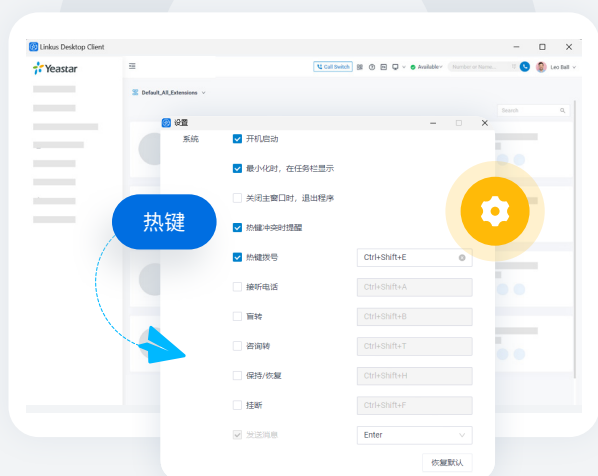 Linkus Desktop Client
Yeastar
Call Switch
Available
Number or Name...
Leo Ball
Default_All_Extensions
Search
设置
系统
开机启动
最小化时，在任务栏显示
关闭主窗口时，退出程序
热键冲突时提醒
热键
热键拨号 Ctrl+Shift+E
接听电话 Ctrl+Shift+A
盲转 Ctrl+Shift+B
咨询转 Ctrl+Shift+T
保持/恢复 Ctrl+Shift+H
挂断 Ctrl+Shift+F
发送消息 Enter
恢复默认